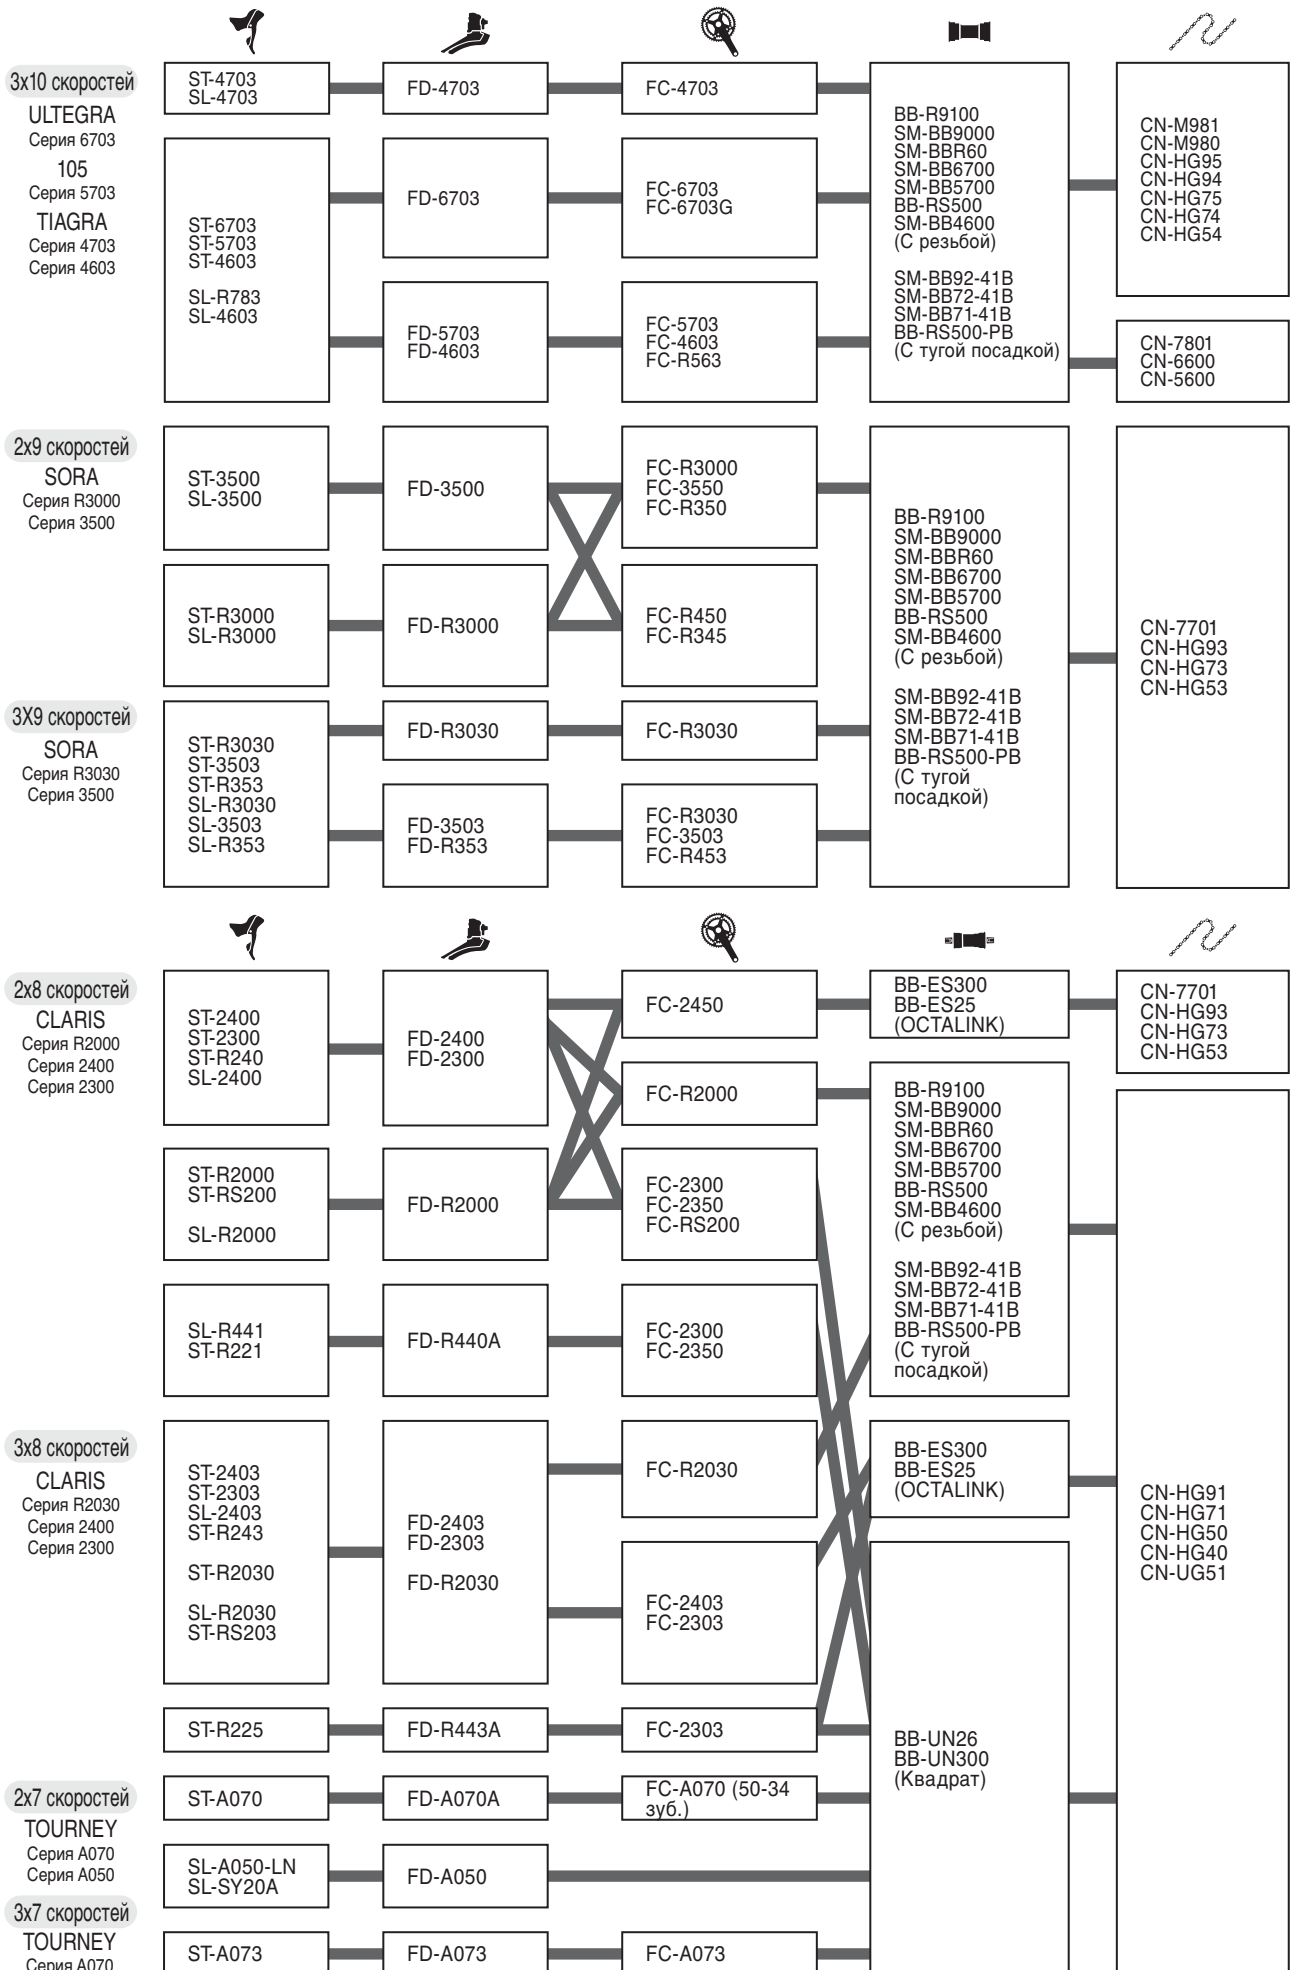 3x10 скоростей
ULTEGRA
Серия 6703
105
Серия 5703
TIAGRA
Серия 4703
Серия 4603
ST-4703
SL-4703
FD-4703
FC-4703
ST-6703
ST-5703
ST-4603
SL-R783
SL-4603
FD-6703
FC-6703
FC-6703G
FD-5703
FD-4603
FC-5703
FC-4603
FC-R563
BB-R9100
SM-BB9000
SM-BBR60
SM-BB6700
SM-BB5700
BB-RS500
SM-BB4600
(С резьбой)
SM-BB92-41B
SM-BB72-41B
SM-BB71-41B
BB-RS500-PB
(С тугой посадкой)
CN-M981
CN-M980
CN-HG95
CN-HG94
CN-HG75
CN-HG74
CN-HG54
CN-7801
CN-6600
CN-5600
2x9 скоростей
SORA
Серия R3000
Серия 3500
ST-3500
SL-3500
FD-3500
FC-R3000
FC-3550
FC-R350
ST-R3000
SL-R3000
FD-R3000
FC-R450
FC-R345
3X9 скоростей
SORA
Серия R3030
Серия 3500
ST-R3030
ST-3503
ST-R353
SL-R3030
SL-3503
SL-R353
FD-R3030
FC-R3030
FD-3503
FD-R353
FC-R3030
FC-3503
FC-R453
BB-R9100
SM-BB9000
SM-BBR60
SM-BB6700
SM-BB5700
BB-RS500
SM-BB4600
(С резьбой)
SM-BB92-41B
SM-BB72-41B
SM-BB71-41B
BB-RS500-PB
(С тугой
посадкой)
CN-7701
CN-HG93
CN-HG73
CN-HG53
2x8 скоростей
CLARIS
Серия R2000
Серия 2400
Серия 2300
ST-2400
ST-2300
ST-R240
SL-2400
FD-2400
FD-2300
FC-2450
BB-ES300
BB-ES25
(OCTALINK)
CN-7701
CN-HG93
CN-HG73
CN-HG53
FC-R2000
ST-R2000
ST-RS200
SL-R2000
FD-R2000
FC-2300
FC-2350
FC-RS200
BB-R9100
SM-BB9000
SM-BBR60
SM-BB6700
SM-BB5700
BB-RS500
SM-BB4600
(С резьбой)
SM-BB92-41B
SM-BB72-41B
SM-BB71-41B
BB-RS500-PB
(С тугой
посадкой)
SL-R441
ST-R221
FD-R440A
FC-2300
FC-2350
3x8 скоростей
CLARIS
Серия R2030
Серия 2400
Серия 2300
ST-2403
ST-2303
SL-2403
ST-R243
ST-R2030
SL-R2030
ST-RS203
FD-2403
FD-2303
FD-R2030
FC-R2030
FC-2403
FC-2303
BB-ES300
BB-ES25
(OCTALINK)
CN-HG91
CN-HG71
CN-HG50
CN-HG40
CN-UG51
ST-R225
FD-R443A
FC-2303
BB-UN26
BB-UN300
(Квадрат)
2x7 скоростей
TOURNEY
Серия A070
Серия A050
ST-A070
FD-A070A
FC-A070 (50-34
зуб.)
SL-A050-LN
SL-SY20A
FD-A050
3x7 скоростей
TOURNEY
Серия A070
ST-A073
FD-A073
FC-A073